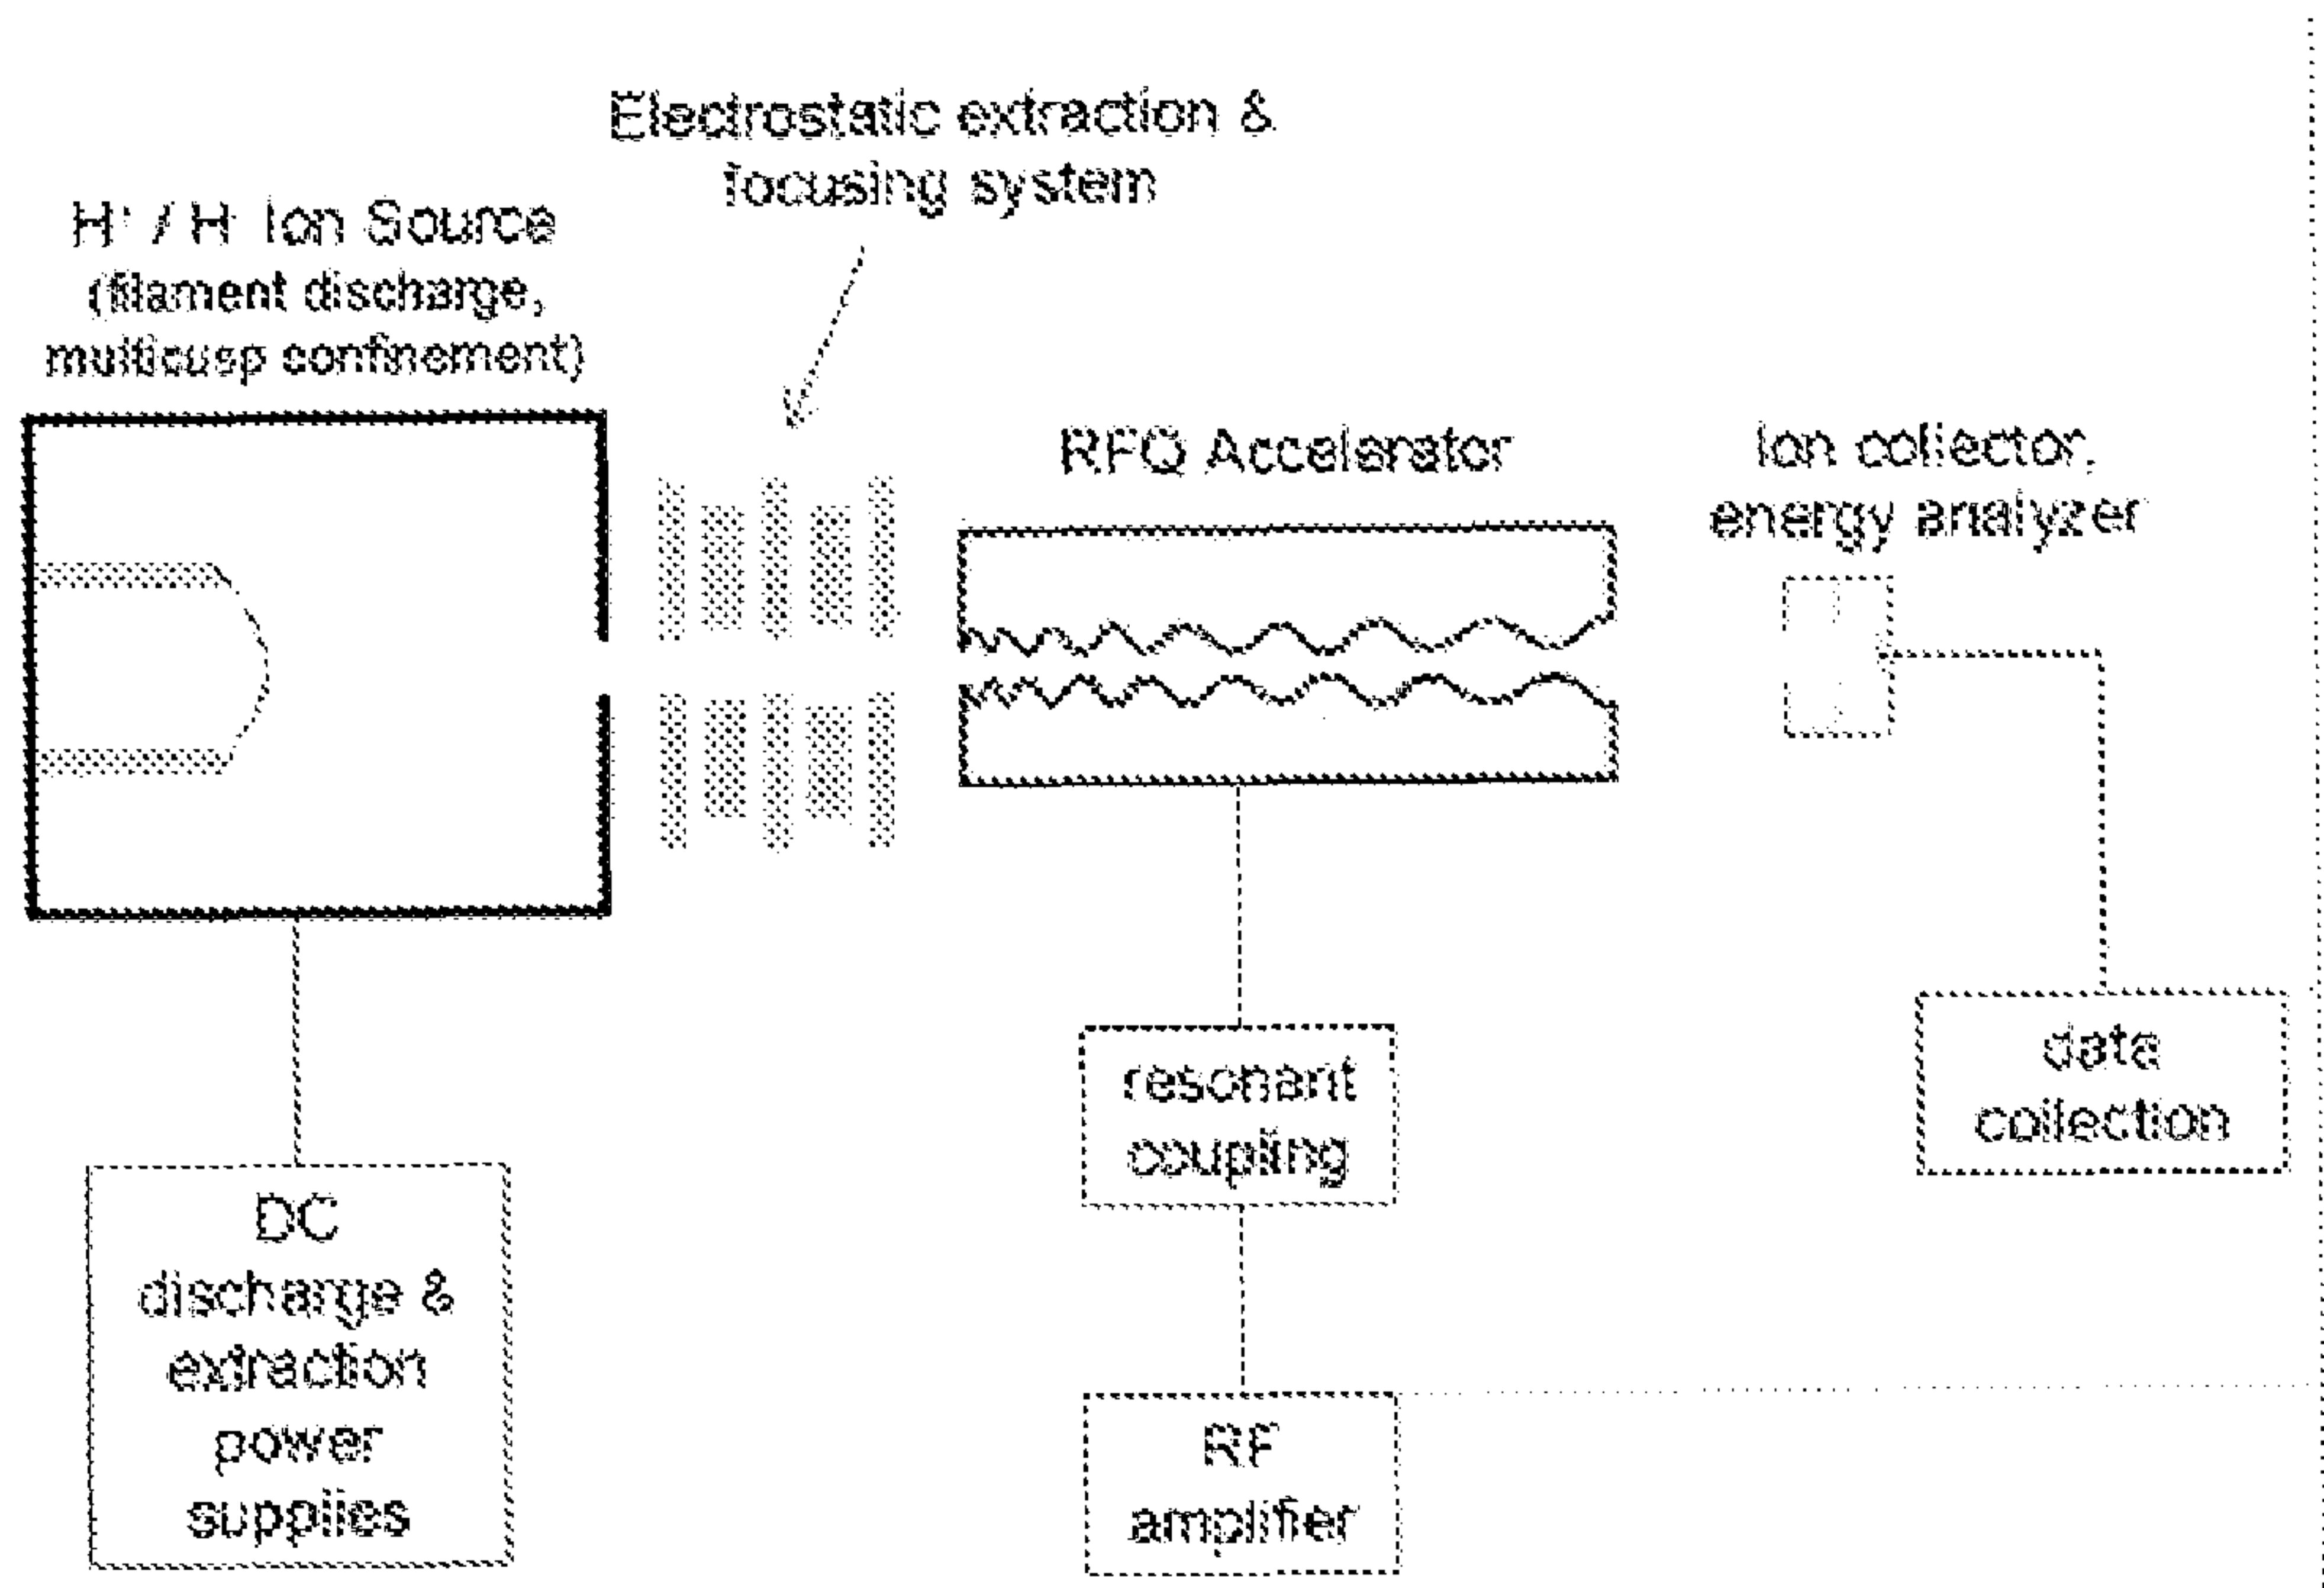 Electrostatic extraction &
focusing system
H⁺ / H⁻ Ion Source
(filament discharge,
multicusp confinement)
RFQ Accelerator
Ion collector,
energy analyzer
resonant
coupling
data
collection
DC
discharge &
extraction
power
supplies
RF
amplifier